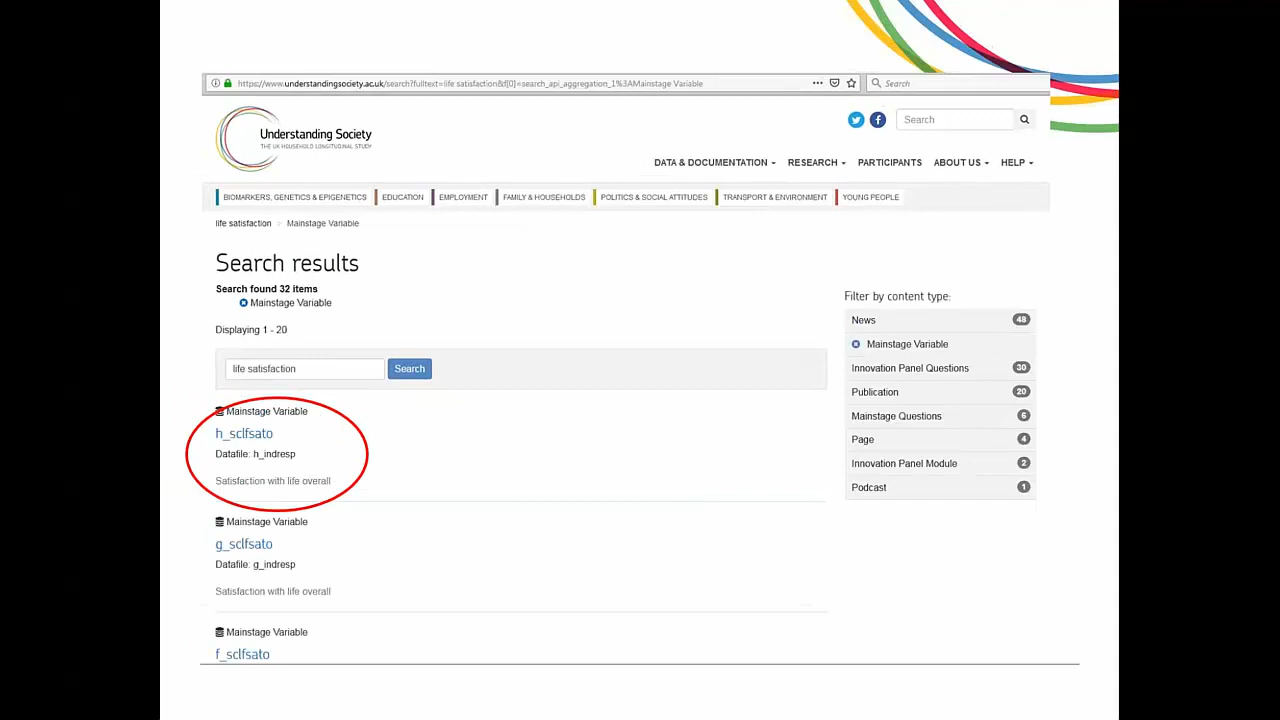 https://www.understandingsociety.ac.uk/search?fulltext=life satisfaction&f[0]=search_api_aggregation_1%3AMainstage Variable
Search
Understanding Society
THE UK HOUSEHOLD LONGITUDINAL STUDY
Search
DATA & DOCUMENTATION RESEARCH PARTICIPANTS ABOUT US HELP
BIOMARKERS, GENETICS & EPIGENETICS EDUCATION EMPLOYMENT FAMILY & HOUSEHOLDS POLITICS & SOCIAL ATTITUDES TRANSPORT & ENVIRONMENT YOUNG PEOPLE
life satisfaction > Mainstage Variable
Search results
Search found 32 items
Mainstage Variable
Displaying 1 - 20
life satisfaction Search
Mainstage Variable
h_sclfsato
Datafile: h_indresp
Satisfaction with life overall
Mainstage Variable
g_sclfsato
Datafile: g_indresp
Satisfaction with life overall
Mainstage Variable
f_sclfsato
Filter by content type:
News 48
Mainstage Variable
Innovation Panel Questions 30
Publication 20
Mainstage Questions 6
Page 4
Innovation Panel Module 2
Podcast 1